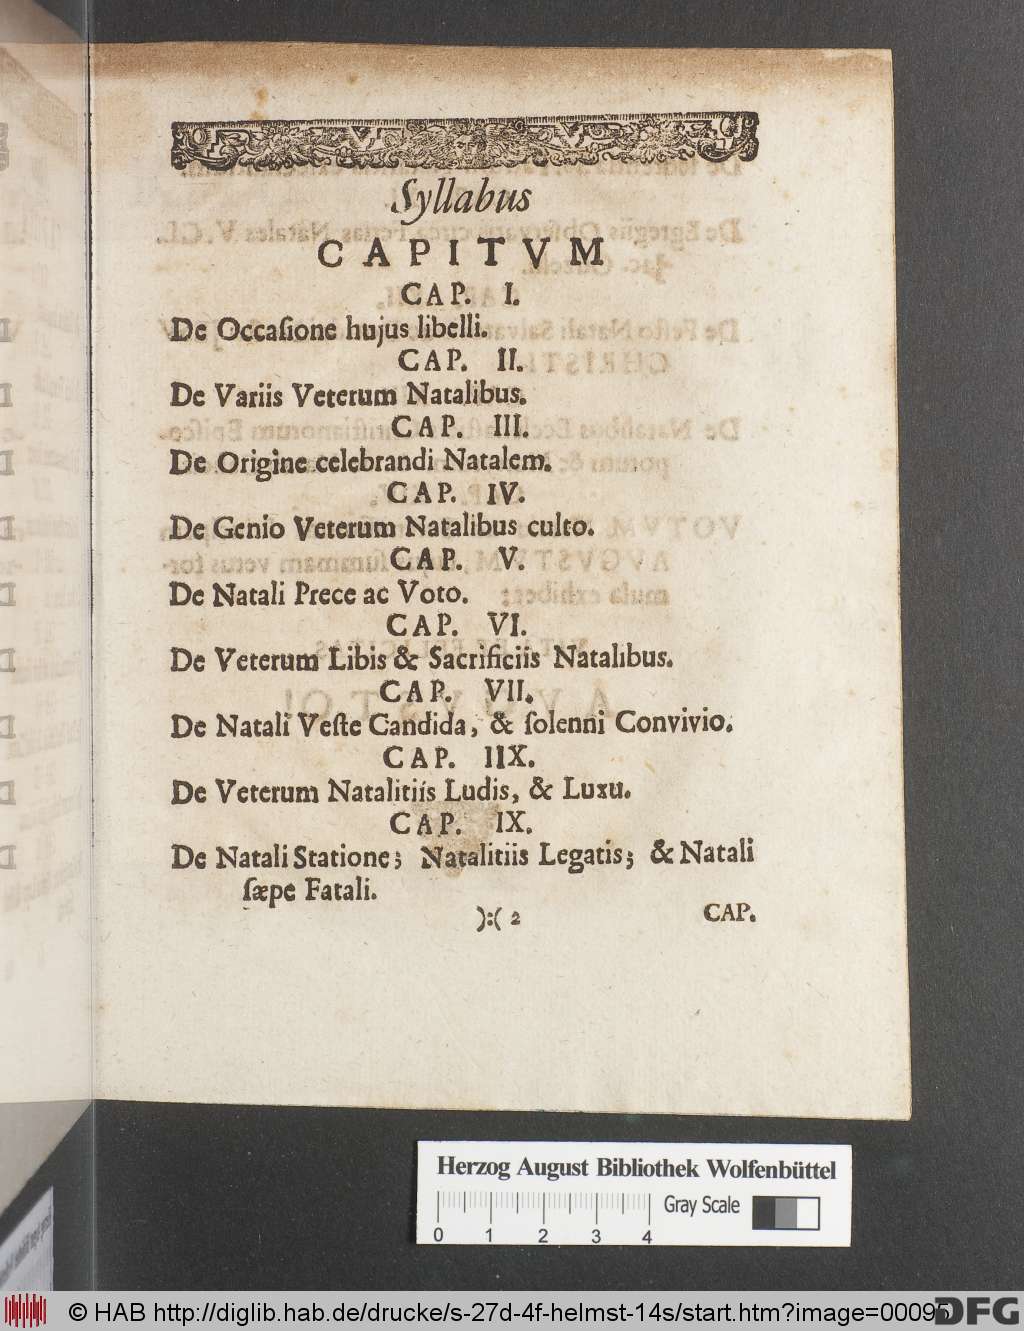 Syllabus
CAPITVM
CAP. I.
De Occaſione hujus libelli.
CAP. II.
De Variis Veterum Natalibus.
CAP. III.
De Origine celebrandi Natalem.
CAP. IV.
De Genio Veterum Natalibus culto.
CAP. V.
De Natali Prece ac Voto.
CAP. VI.
De Veterum Libis & Sacrificiis Natalibus.
CAP. VII.
De Natali Veſte Candida, & ſolenni Convivio.
CAP. IIX.
De Veterum Natalitiis Ludis, & Luxu.
CAP. IX.
De Natali Statione; Natalitiis Legatis; & Natali
ſæpe Fatali.
):( 2 CAP.
Herzog August Bibliothek Wolfenbüttel
Gray Scale
0 1 2 3 4
© HAB http://diglib.hab.de/drucke/s-27d-4f-helmst-14s/start.htm?image=00095
DFG